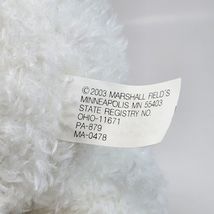 © 2003 MARSHALL FIELD'S
MINNEAPOLIS MN 55403
STATE REGISTRY NO.
OHIO-11671
PA-879
MA-0478